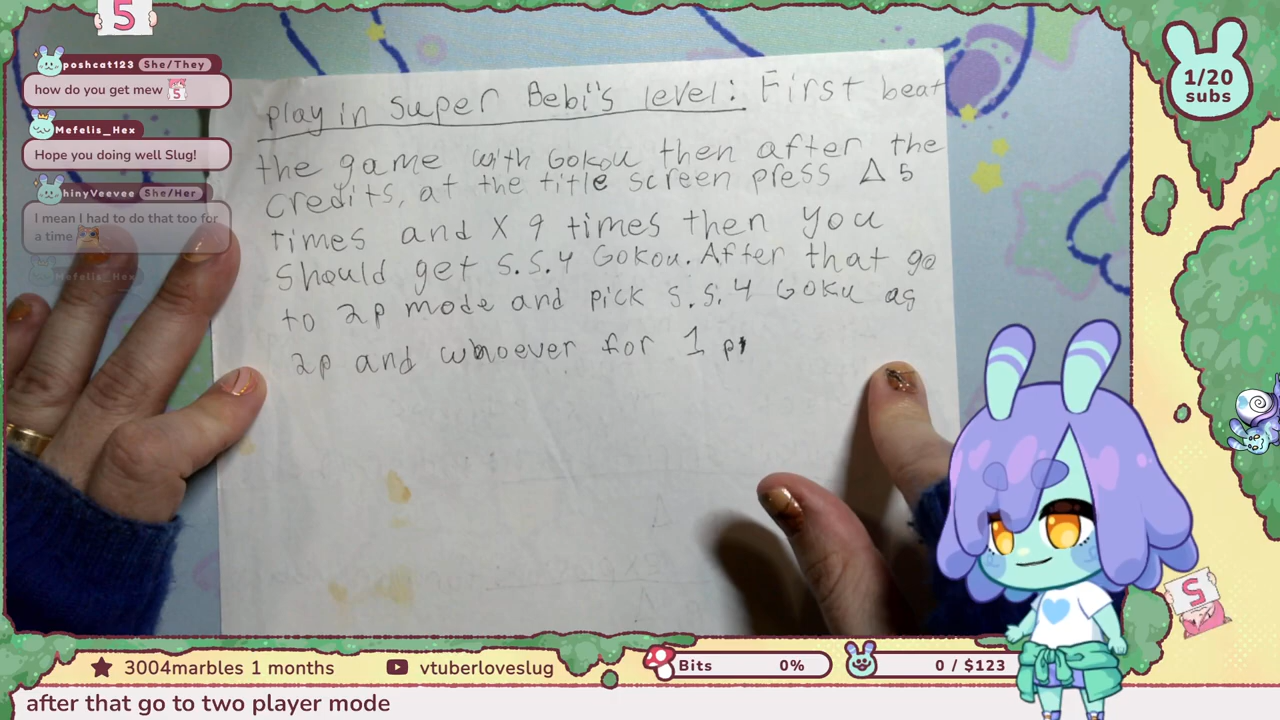 5
poshcat123 She/They
how do you get mew
Mefelis_Hex
Hope you doing well Slug!
hinyVeevee She/Her
I mean I had to do that too for
a time
Mefelis_Hex
play in super Bebi's level: First beat
the game with Gokou then after the
credits, at the title screen press Δ 5
times and X 9 times then you
should get S.S.4 Gokou. After that go
to 2p mode and pick S.S.4 Goku as
2p and whoever for 1 p
1/20
subs
5
3004marbles 1 months
vtuberloveslug
Bits 0%
0 / $123
after that go to two player mode